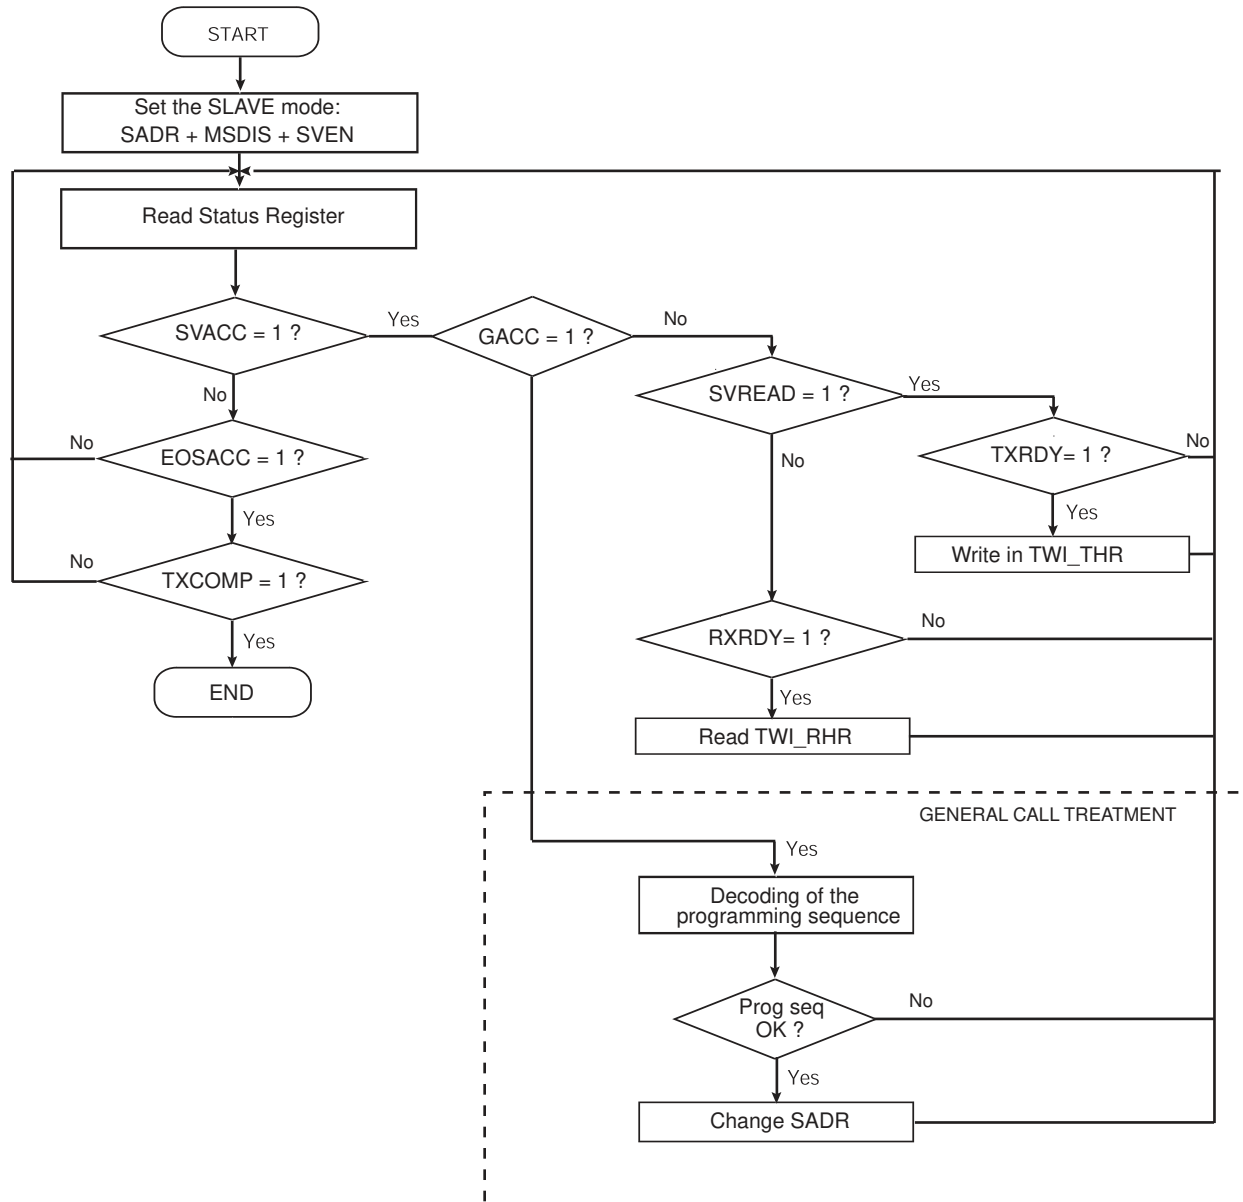 START
Set the SLAVE mode:
SADR + MSDIS + SVEN
Read Status Register
SVACC = 1 ?
Yes
GACC = 1 ?
No
SVREAD = 1 ?
Yes
No
No
EOSACC = 1 ?
TXRDY= 1 ?
No
No
Yes
Yes
Write in TWI_THR
No
TXCOMP = 1 ?
Yes
RXRDY= 1 ?
No
END
Yes
Read TWI_RHR
GENERAL CALL TREATMENT
Yes
Decoding of the
programming sequence
Prog seq
OK ?
No
Yes
Change SADR